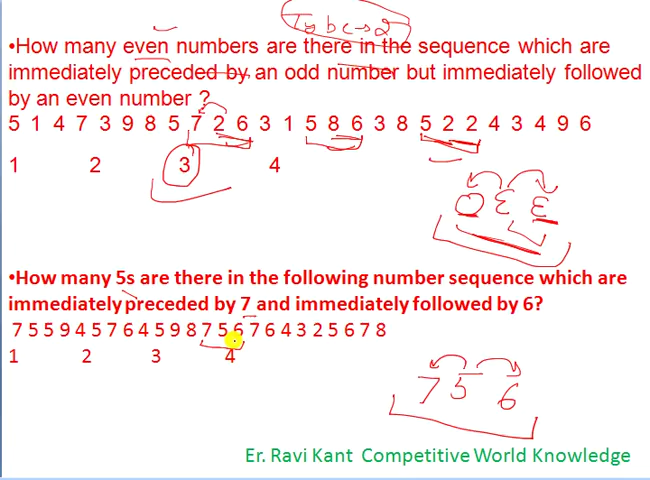 •How many even numbers are there in the sequence which are
immediately preceded by an odd number but immediately followed
by an even number ?
5 1 4 7 3 9 8 5 7 2 6 3 1 5 8 6 3 8 5 2 2 4 3 4 9 6
1 2 3 4
O E E
•How many 5s are there in the following number sequence which are
immediately preceded by 7 and immediately followed by 6?
7 5 5 9 4 5 7 6 4 5 9 8 7 5 6 7 6 4 3 2 5 6 7 8
1 2 3 4
7 5 6
Er. Ravi Kant Competitive World Knowledge